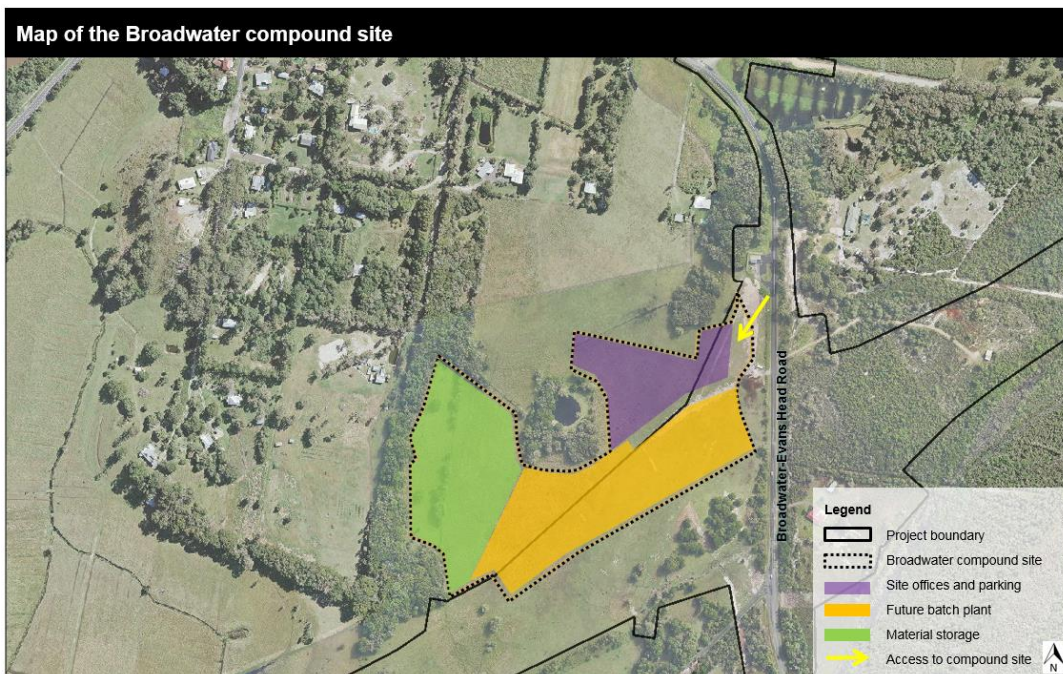 Map of the Broadwater compound site
Broadwater-Evans Head Road
Legend
Project boundary
Broadwater compound site
Site offices and parking
Future batch plant
Material storage
Access to compound site
N